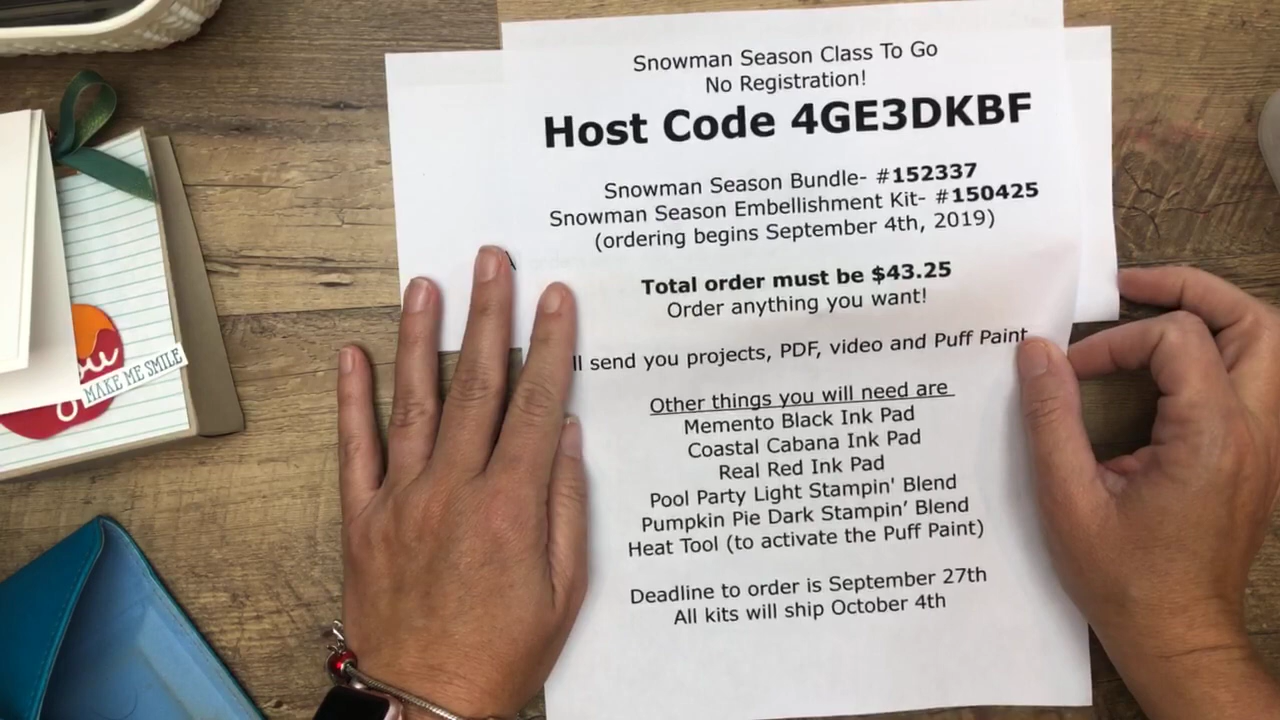 Snowman Season Class To Go
No Registration!
Host Code 4GE3DKBF
Snowman Season Bundle- #152337
Snowman Season Embellishment Kit- #150425
(ordering begins September 4th, 2019)
Total order must be $43.25
Order anything you want!
ll send you projects, PDF, video and Puff Paint
Other things you will need are
Memento Black Ink Pad
Coastal Cabana Ink Pad
Real Red Ink Pad
Pool Party Light Stampin' Blend
Pumpkin Pie Dark Stampin’ Blend
Heat Tool (to activate the Puff Paint)
Deadline to order is September 27th
All kits will ship October 4th
ou
MAKE ME SMILE